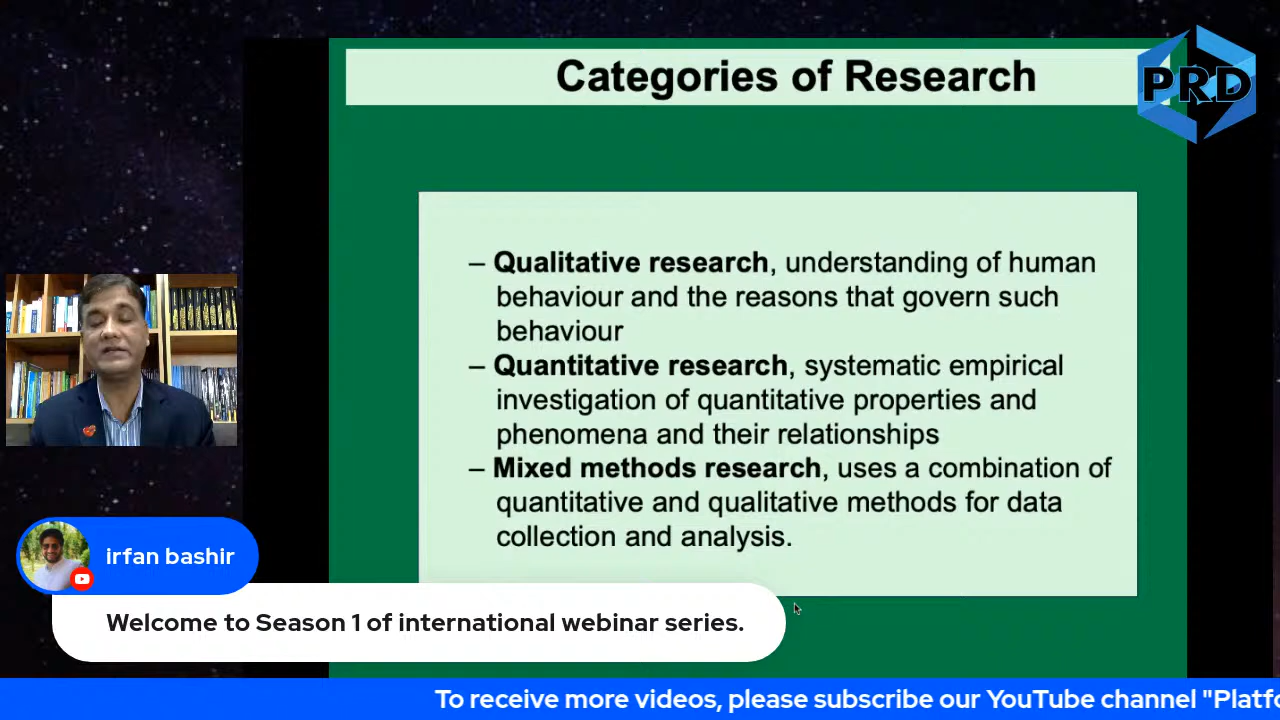 Categories of Research
PRD
– Qualitative research, understanding of human
behaviour and the reasons that govern such
behaviour
– Quantitative research, systematic empirical
investigation of quantitative properties and
phenomena and their relationships
– Mixed methods research, uses a combination of
quantitative and qualitative methods for data
collection and analysis.
irfan bashir
Welcome to Season 1 of international webinar series.
To receive more videos, please subscribe our YouTube channel "Platfo